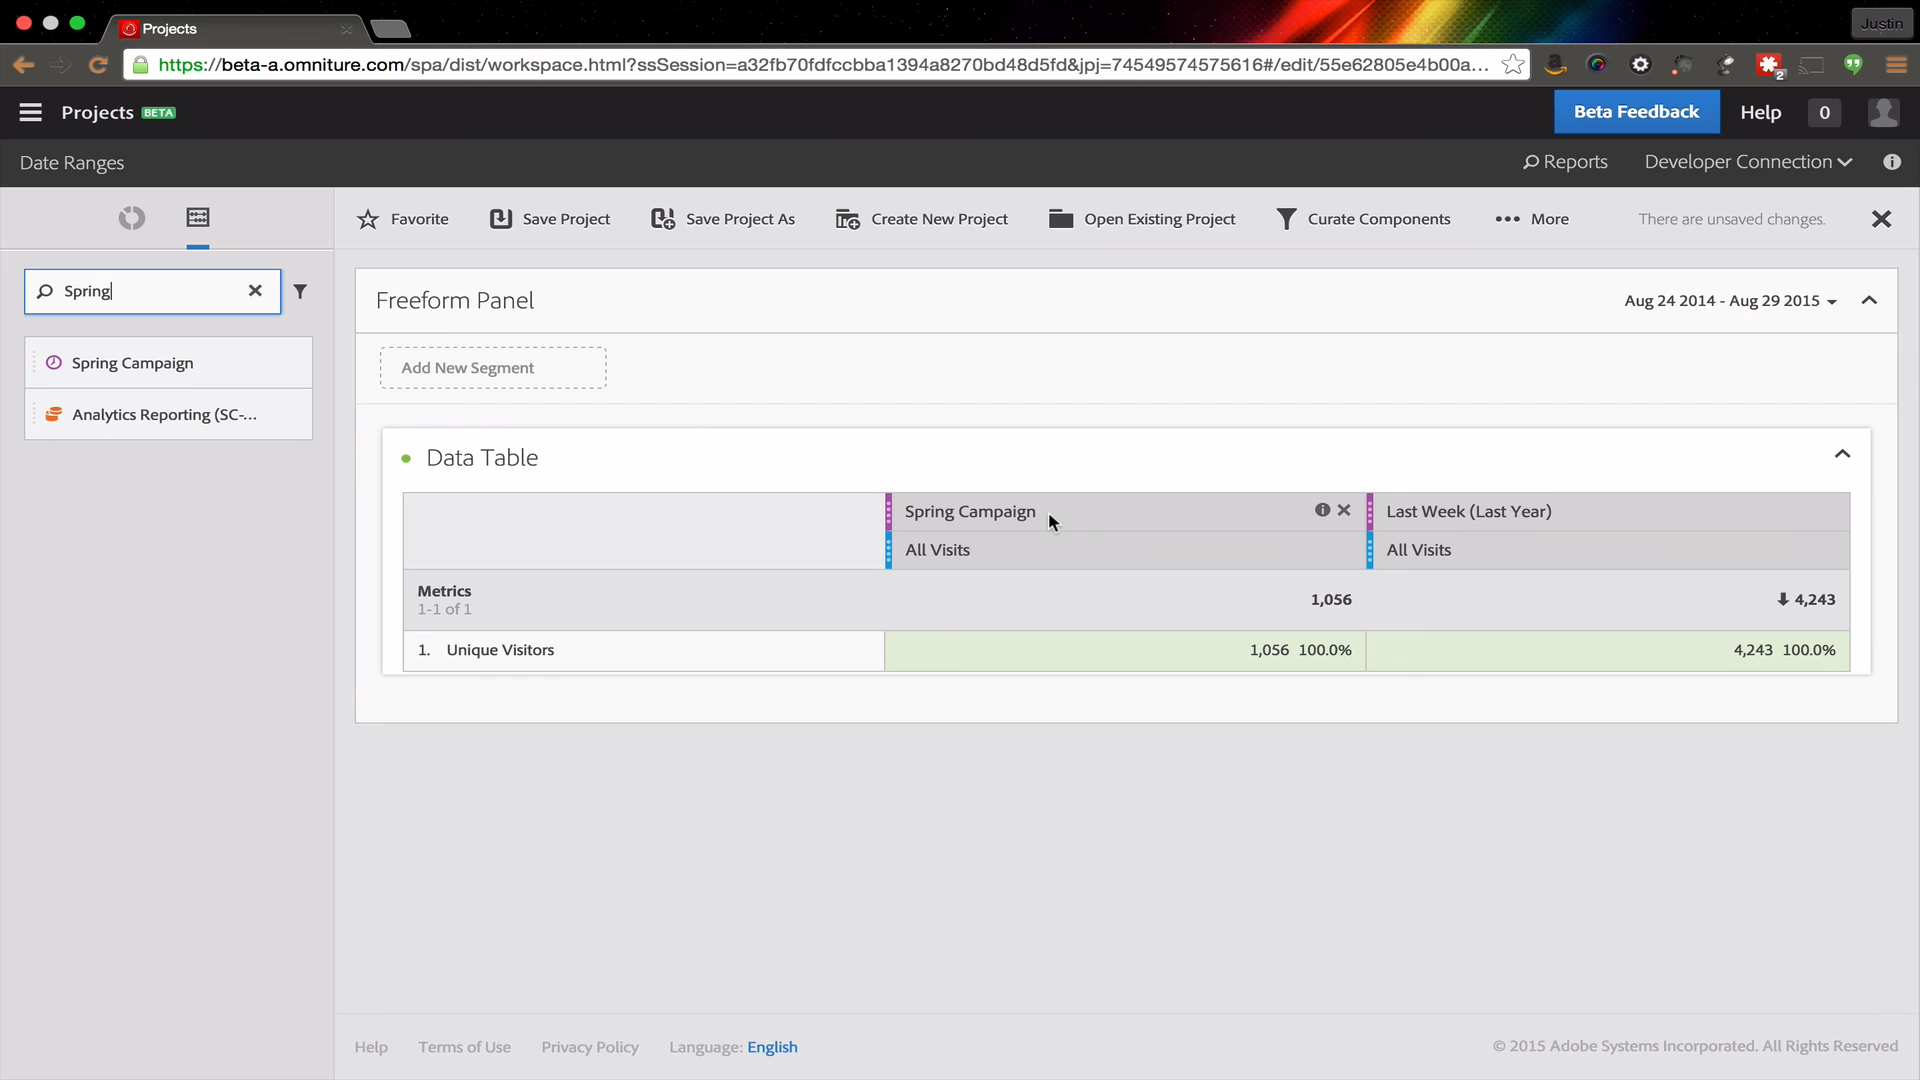 Projects
Justin
https://beta-a.omniture.com/spa/dist/workspace.html?ssSession=a32fb70fdfccbba1394a8270bd48d5fd&jpj=74549574575616#/edit/55e62805e4b00a...
2
Projects BETA
Beta Feedback
Help
0
Date Ranges
Reports
Developer Connection
Favorite
Save Project
Save Project As
Create New Project
Open Existing Project
Curate Components
More
There are unsaved changes.
Spring
Spring Campaign
Analytics Reporting (SC-...
Freeform Panel
Aug 24 2014 - Aug 29 2015
Add New Segment
Data Table
Spring Campaign
Last Week (Last Year)
All Visits
All Visits
Metrics
1-1 of 1
1,056
4,243
1. Unique Visitors
1,056 100.0%
4,243 100.0%
Help
Terms of Use
Privacy Policy
Language: English
© 2015 Adobe Systems Incorporated. All Rights Reserved